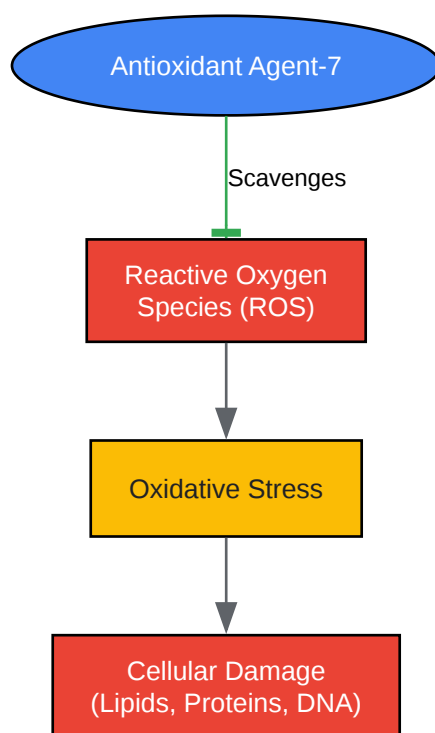 Antioxidant Agent-7
Scavenges
Reactive Oxygen
Species (ROS)
Oxidative Stress
Cellular Damage
(Lipids, Proteins, DNA)